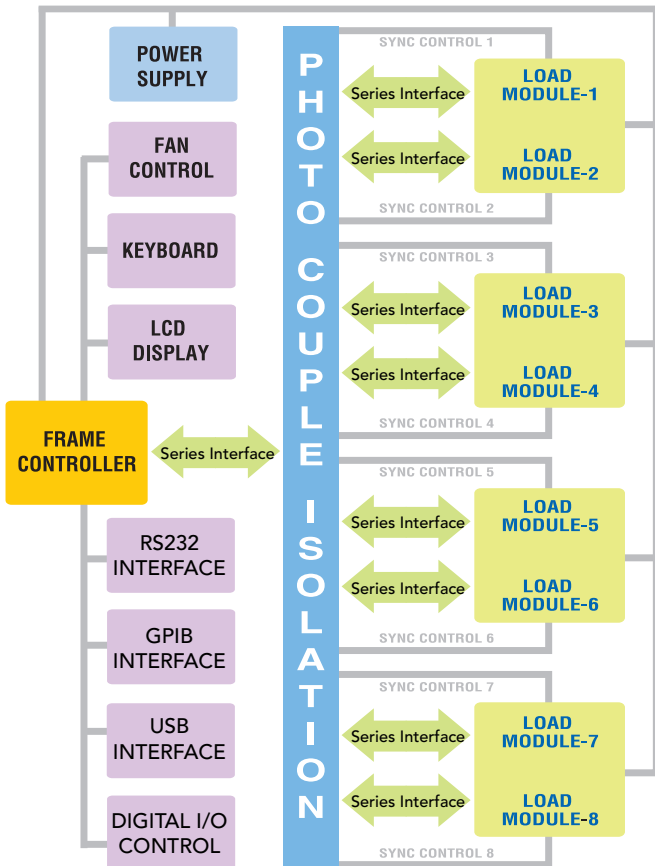 POWER
SUPPLY
FAN
CONTROL
KEYBOARD
LCD
DISPLAY
FRAME
CONTROLLER
Series Interface
RS232
INTERFACE
GPIB
INTERFACE
USB
INTERFACE
DIGITAL I/O
CONTROL
PHOTO COUPLE ISOLATION
SYNC CONTROL 1
Series Interface
LOAD
MODULE-1
Series Interface
LOAD
MODULE-2
SYNC CONTROL 2
SYNC CONTROL 3
Series Interface
LOAD
MODULE-3
Series Interface
LOAD
MODULE-4
SYNC CONTROL 4
SYNC CONTROL 5
Series Interface
LOAD
MODULE-5
Series Interface
LOAD
MODULE-6
SYNC CONTROL 6
SYNC CONTROL 7
Series Interface
LOAD
MODULE-7
Series Interface
LOAD
MODULE-8
SYNC CONTROL 8